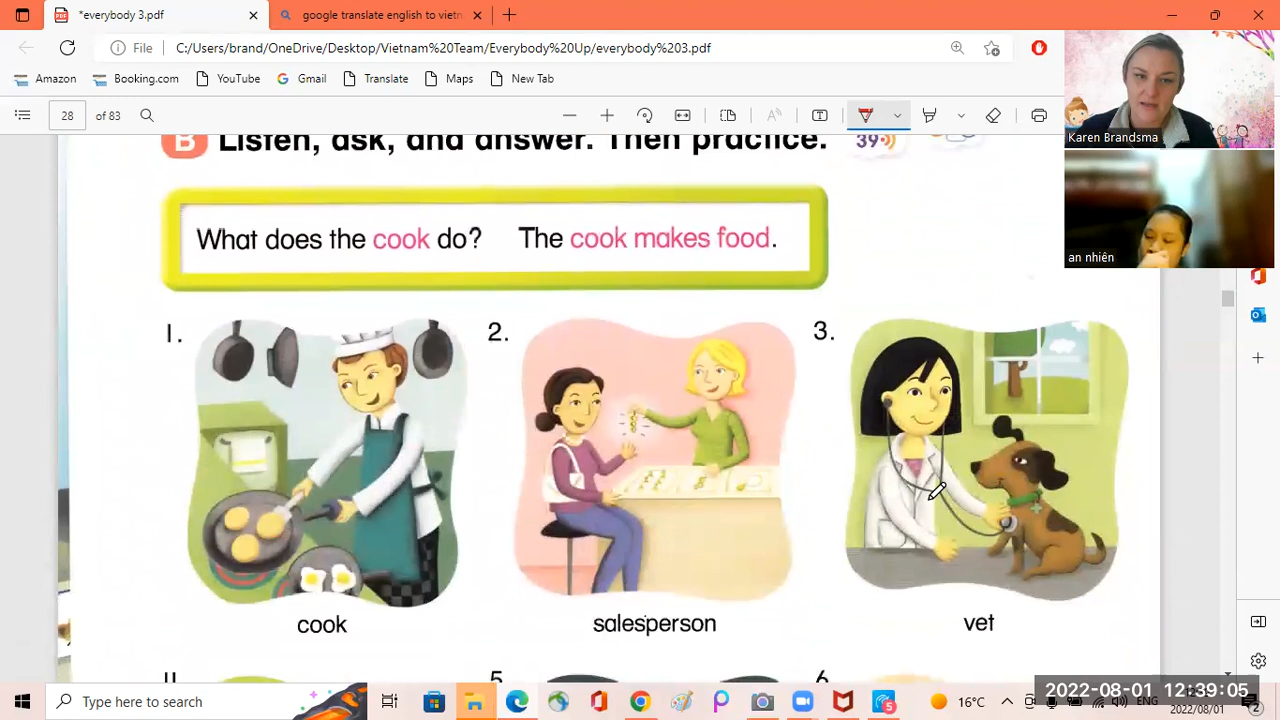 *everybody 3.pdf
google translate english to vietn
File
C:/Users/brand/OneDrive/Desktop/Vietnam%20Team/Everybody%20Up/everybody%203.pdf
Amazon
Booking.com
YouTube
Gmail
Translate
Maps
New Tab
28 of 83
Karen Brandsma
an nhiên
B Listen, ask, and answer. Then practice.
39
What does the cook do? The cook makes food.
1.
2.
3.
cook
salesperson
vet
5
6
Type here to search
16°C
ENG
2022-08-01 12:39:05
2022/08/01